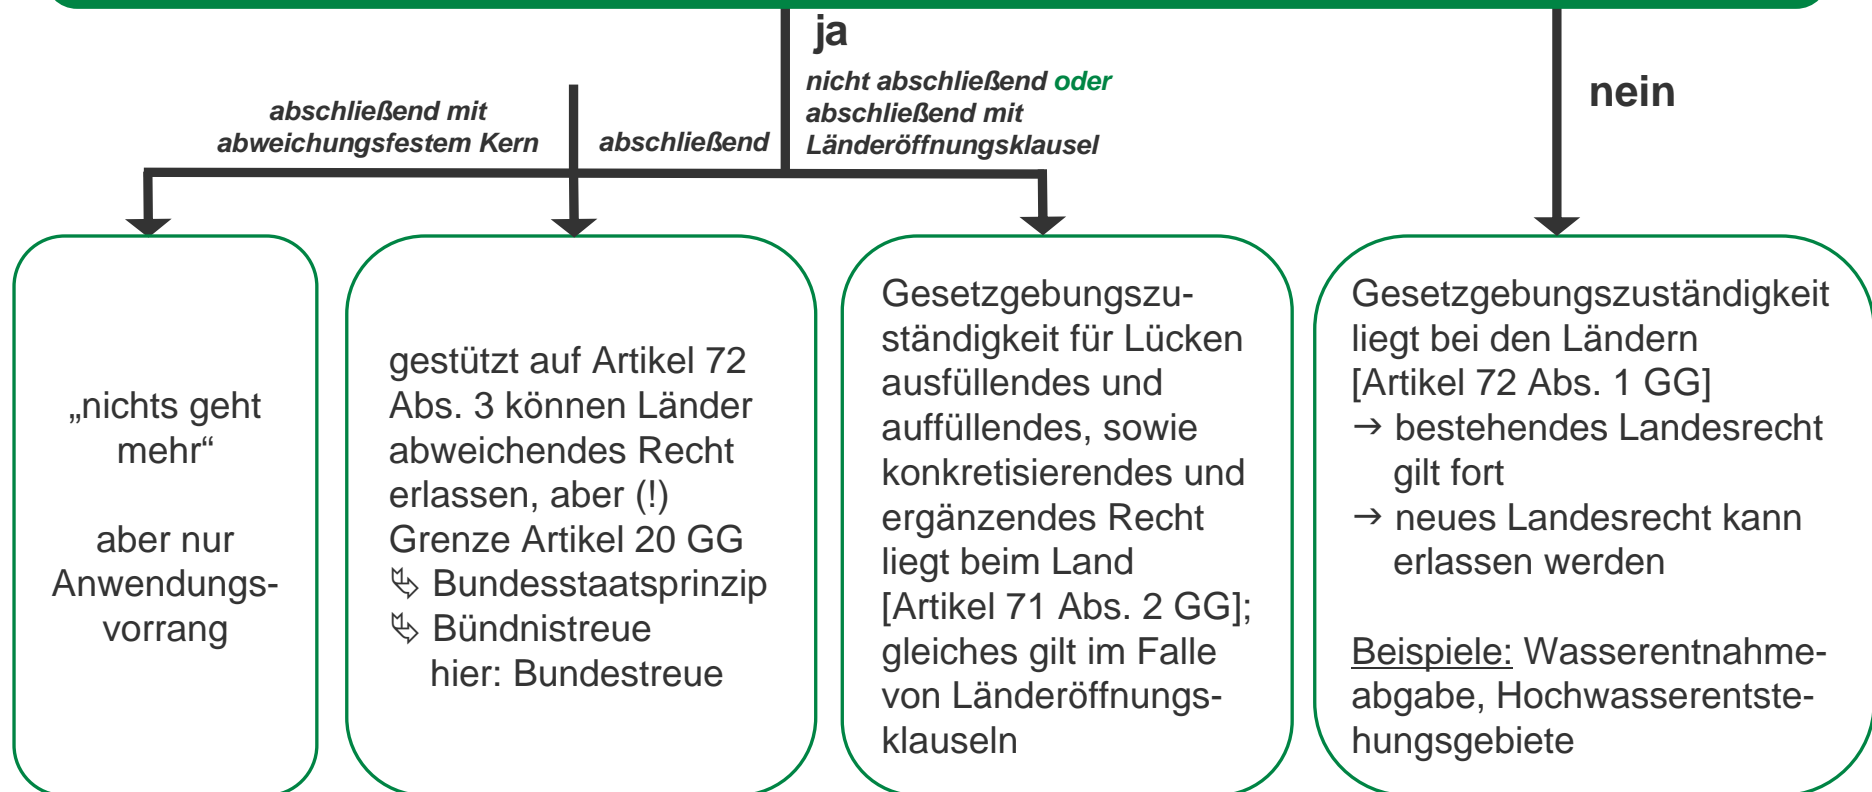 ja
nicht abschließend oder
abschließend mit
Länderöffnungsklausel
nein
abschließend mit
abweichungsfestem Kern
abschließend
„nichts geht
mehr“
aber nur
Anwendungs-
vorrang
gestützt auf Artikel 72
Abs. 3 können Länder
abweichendes Recht
erlassen, aber (!)
Grenze Artikel 20 GG
Bundesstaatsprinzip
Bündnistreue
hier: Bundestreue
Gesetzgebungszu-
ständigkeit für Lücken
ausfüllendes und
auffüllendes, sowie
konkretisierendes und
ergänzendes Recht
liegt beim Land
[Artikel 71 Abs. 2 GG];
gleiches gilt im Falle
von Länderöffnungs-
klauseln
Gesetzgebungszuständigkeit
liegt bei den Ländern
[Artikel 72 Abs. 1 GG]
→ bestehendes Landesrecht
gilt fort
→ neues Landesrecht kann
erlassen werden
Beispiele: Wasserentnahme-
abgabe, Hochwasserentste-
hungsgebiete